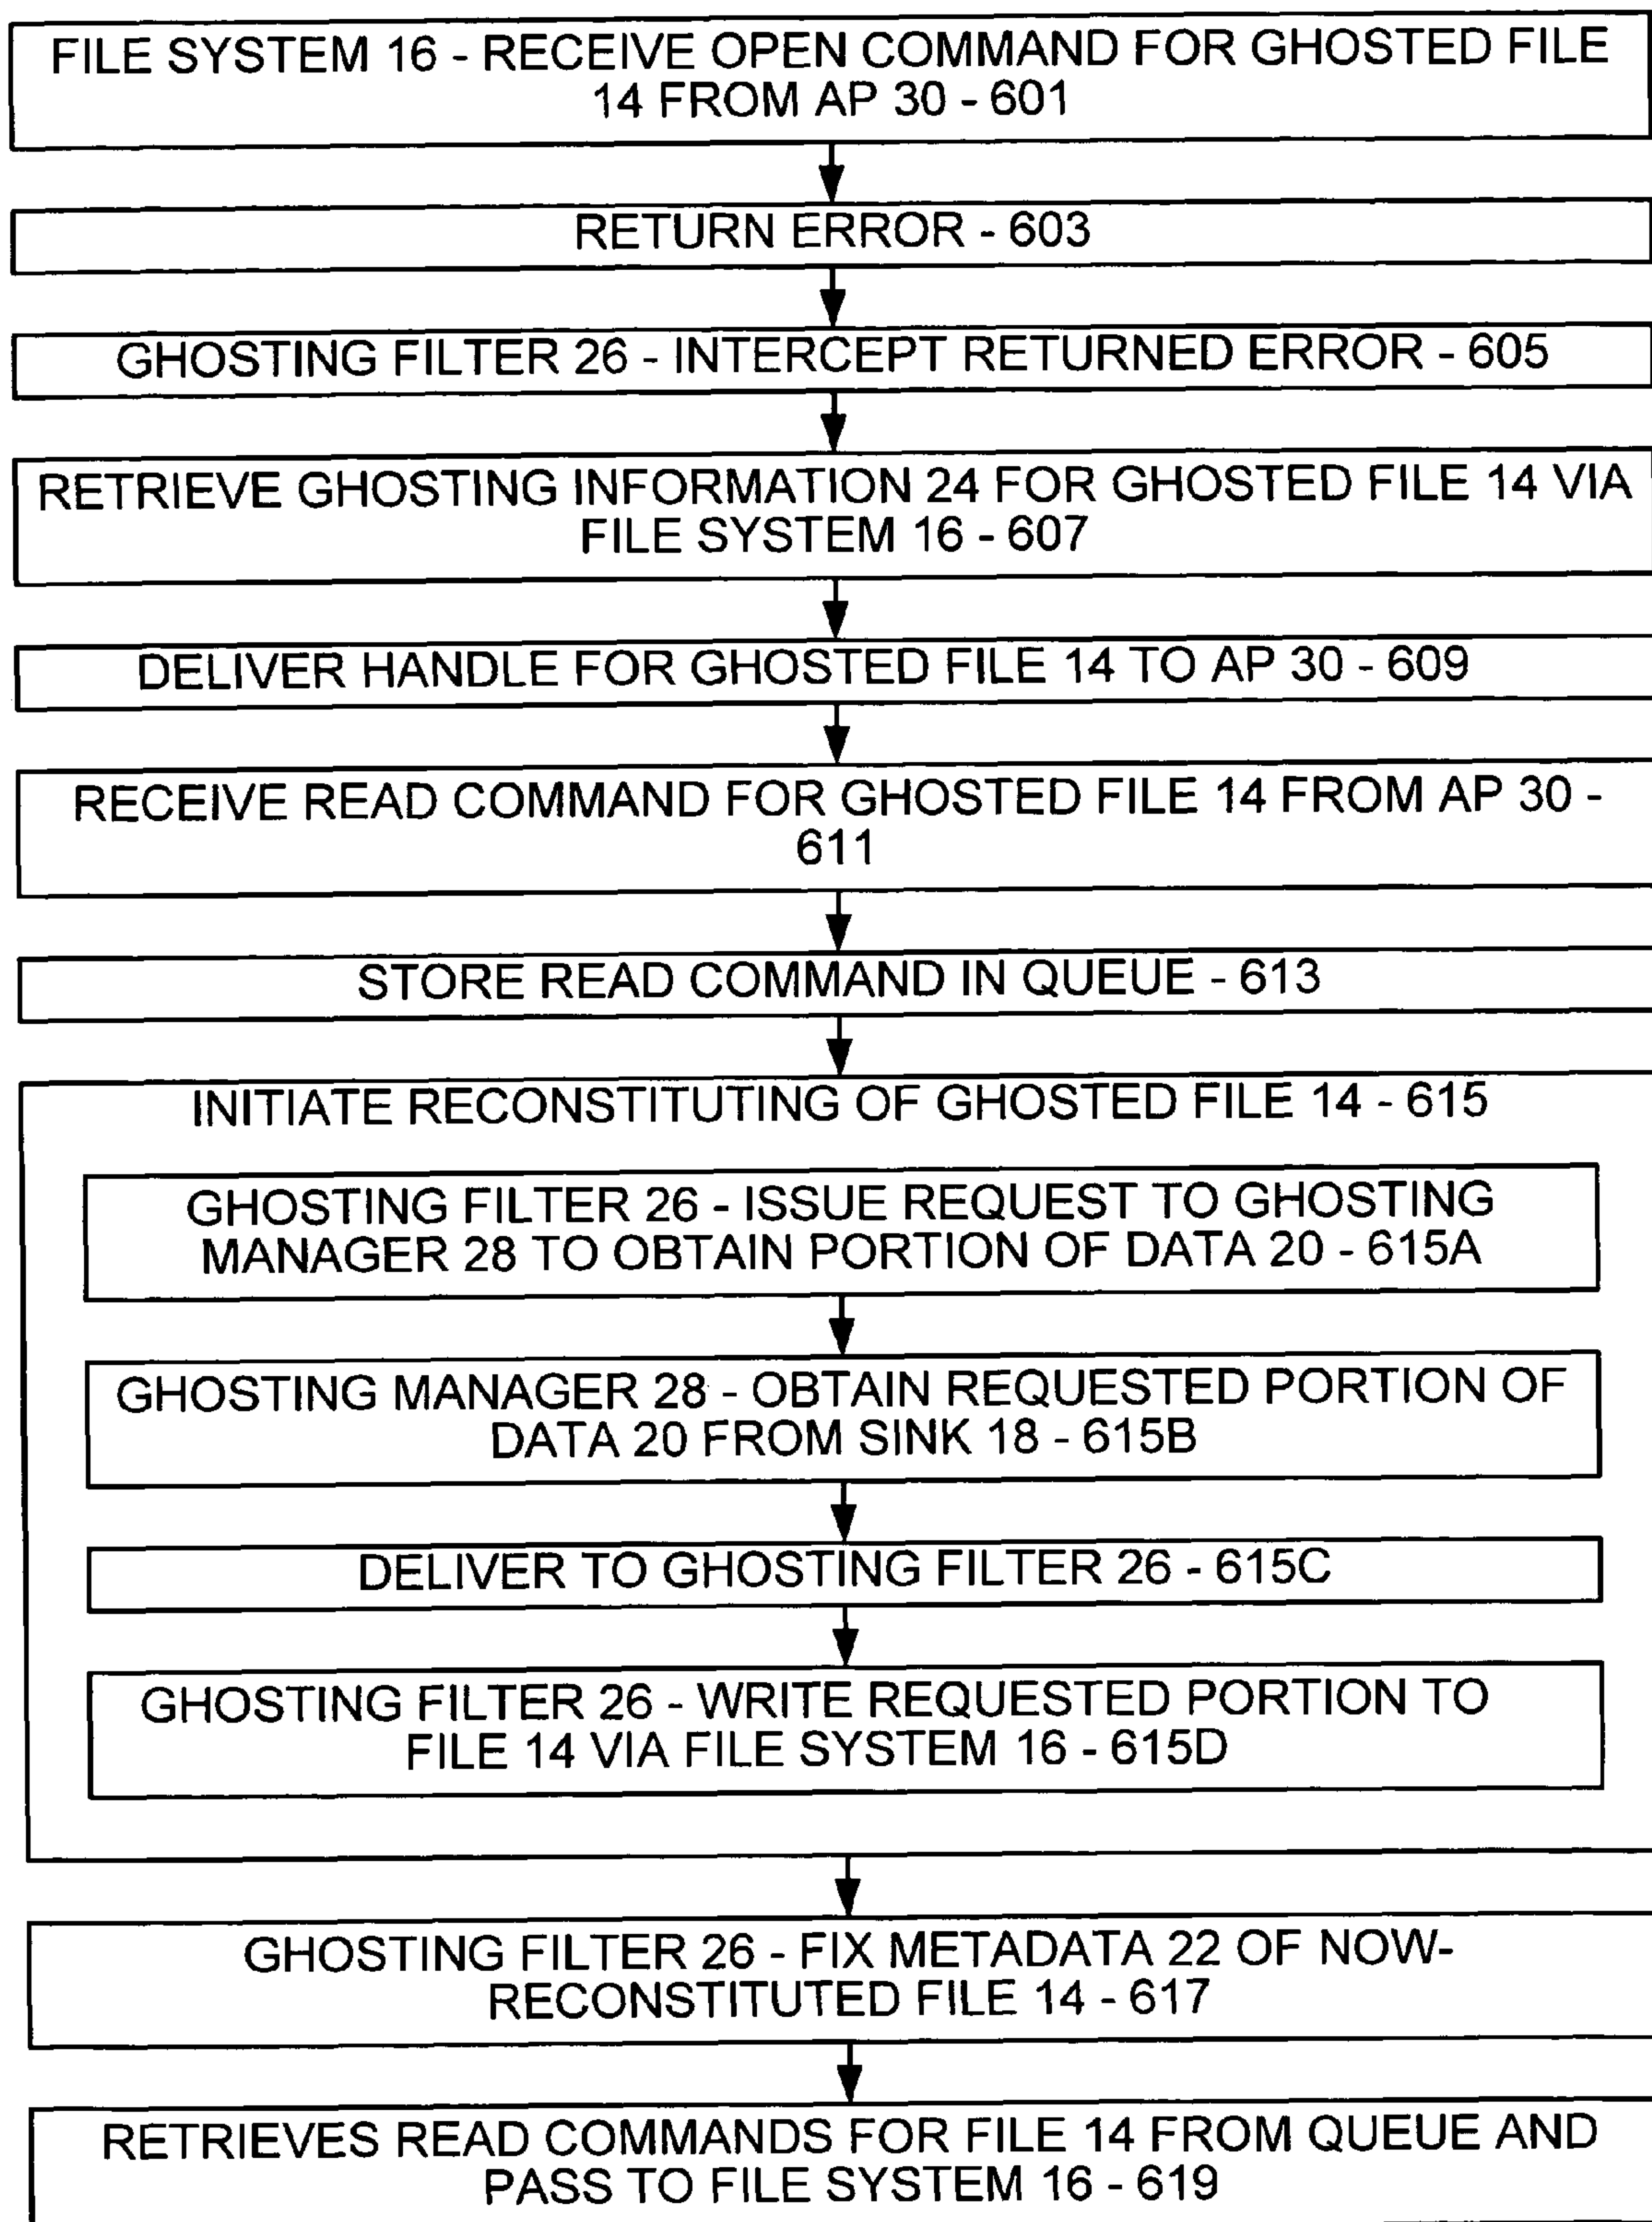 FILE SYSTEM 16 - RECEIVE OPEN COMMAND FOR GHOSTED FILE
14 FROM AP 30 - 601
RETURN ERROR - 603
GHOSTING FILTER 26 - INTERCEPT RETURNED ERROR - 605
RETRIEVE GHOSTING INFORMATION 24 FOR GHOSTED FILE 14 VIA
FILE SYSTEM 16 - 607
DELIVER HANDLE FOR GHOSTED FILE 14 TO AP 30 - 609
RECEIVE READ COMMAND FOR GHOSTED FILE 14 FROM AP 30 -
611
STORE READ COMMAND IN QUEUE - 613
INITIATE RECONSTITUTING OF GHOSTED FILE 14 - 615
GHOSTING FILTER 26 - ISSUE REQUEST TO GHOSTING
MANAGER 28 TO OBTAIN PORTION OF DATA 20 - 615A
GHOSTING MANAGER 28 - OBTAIN REQUESTED PORTION OF
DATA 20 FROM SINK 18 - 615B
DELIVER TO GHOSTING FILTER 26 - 615C
GHOSTING FILTER 26 - WRITE REQUESTED PORTION TO
FILE 14 VIA FILE SYSTEM 16 - 615D
GHOSTING FILTER 26 - FIX METADATA 22 OF NOW-
RECONSTITUTED FILE 14 - 617
RETRIEVES READ COMMANDS FOR FILE 14 FROM QUEUE AND
PASS TO FILE SYSTEM 16 - 619